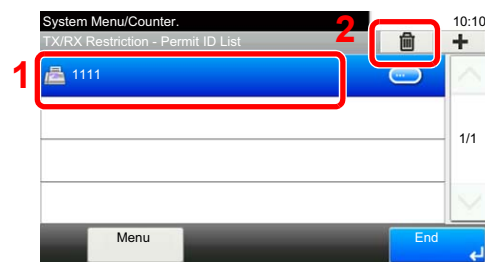 System Menu/Counter.
10:10
TX/RX Restriction - Permit ID List
2
1
1111
1/1
Menu
End